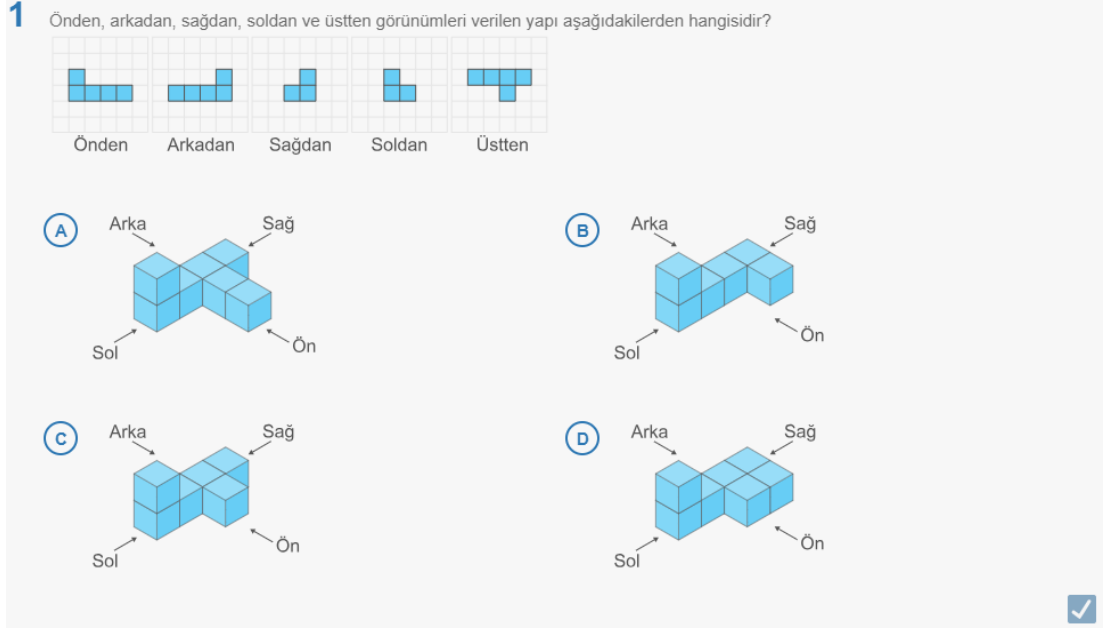 1 Önden, arkadan, sağdan, soldan ve üstten görünümleri verilen yapı aşağıdakilerden hangisidir?
Önden Arkadan Sağdan Soldan Üstten
A Arka Sağ
Sol Ön
B Arka Sağ
Sol Ön
C Arka Sağ
Sol Ön
D Arka Sağ
Sol Ön